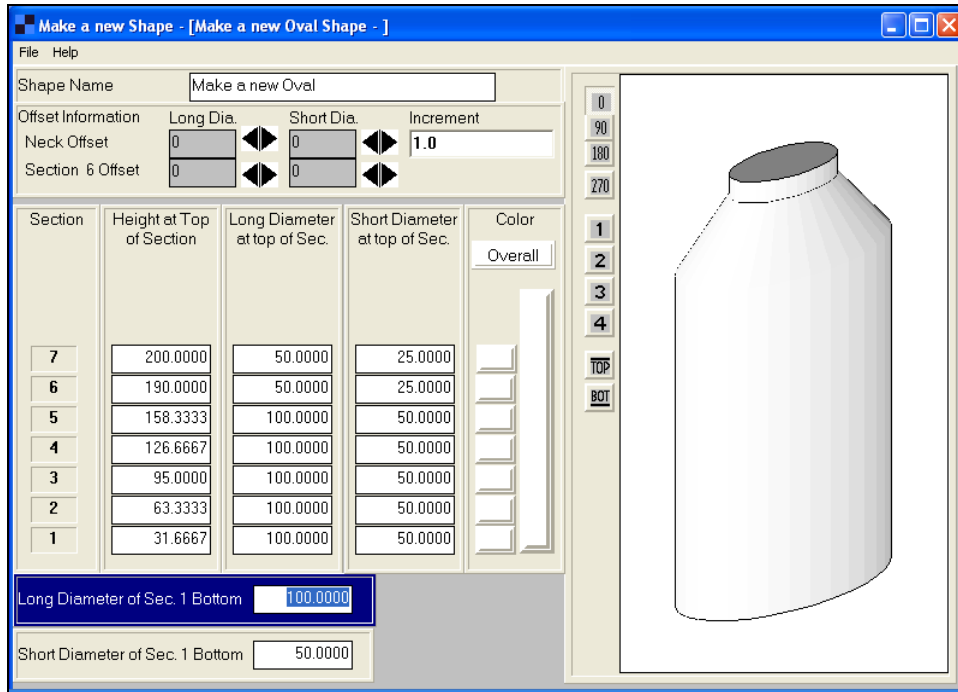 Make a new Shape - [Make a new Oval Shape - ]
File Help
Shape Name Make a new Oval
Offset Information Long Dia. Short Dia. Increment
Neck Offset 0 0 1.0
Section 6 Offset 0 0
Section Height at Top Long Diameter Short Diameter Color
of Section at top of Sec. at top of Sec.
Overall
7 200.0000 50.0000 25.0000
6 190.0000 50.0000 25.0000
5 158.3333 100.0000 50.0000
4 126.6667 100.0000 50.0000
3 95.0000 100.0000 50.0000
2 63.3333 100.0000 50.0000
1 31.6667 100.0000 50.0000
Long Diameter of Sec. 1 Bottom 100.0000
Short Diameter of Sec. 1 Bottom 50.0000
0
90
180
270
1
2
3
4
TOP
BOT